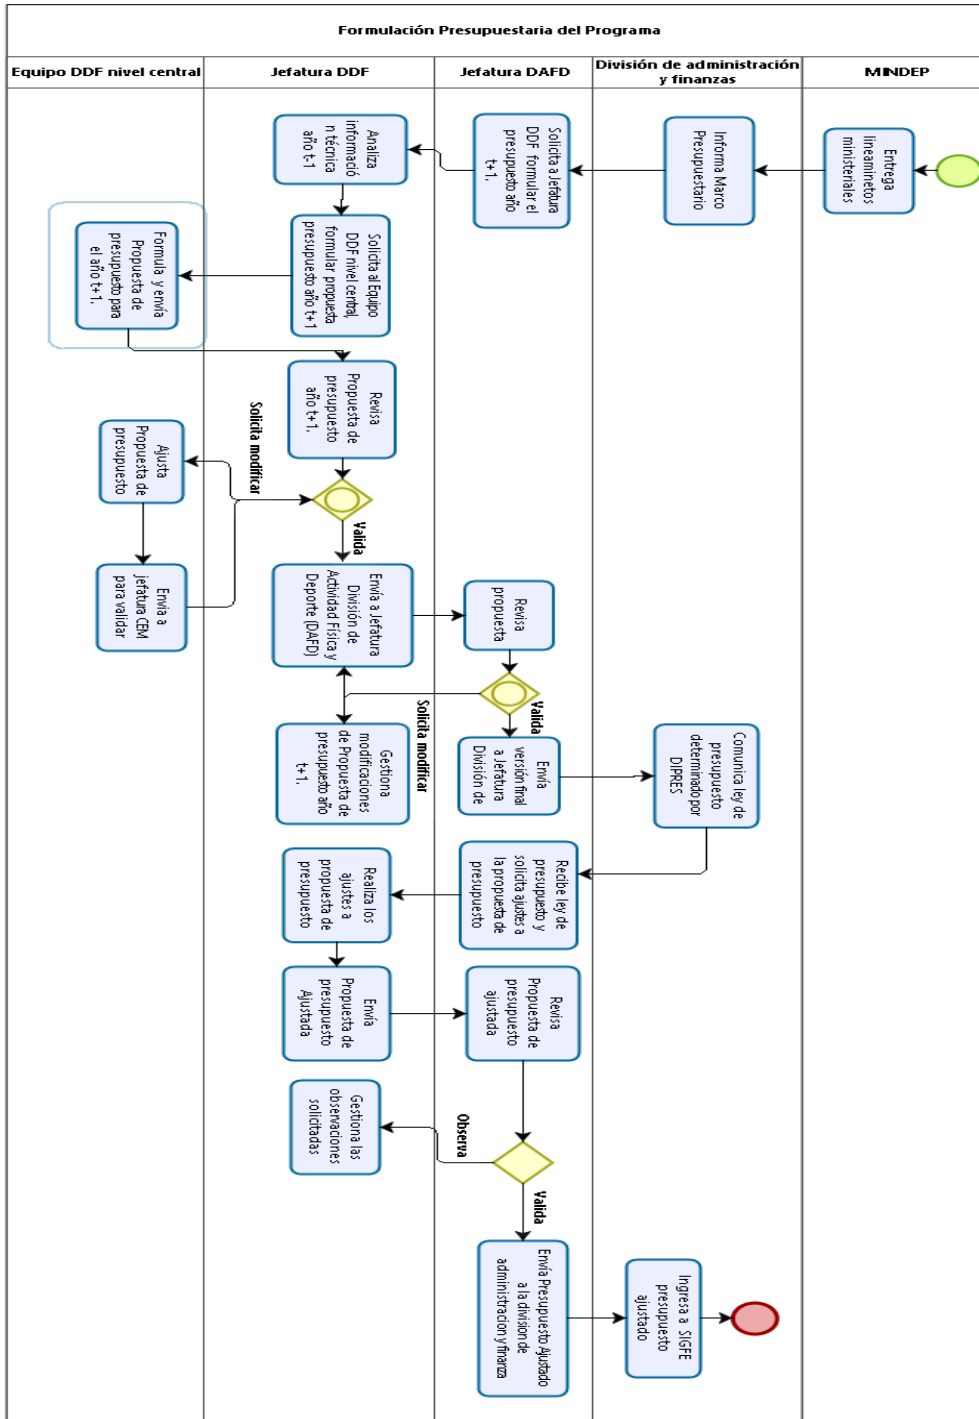 Formulación Presupuestaria del Programa
Equipo DDF nivel central
Jefatura DDF
Jefatura DAFD
División de administración
y finanzas
MINDEP
Entrega
lineaminetos
ministeriales
Informa Marco
Presupuestario
Solicita a Jefatura
DDF formular el
presupuesto año
t+1.
Analiza
informació
n técnica
año t-1
Solicita al Equipo
DDF nivel central,
formular propuesta
presupuesto año t+1
Formula y envía
Propuesta de
presupuesto para
el año t+1.
Revisa
Propuesta de
presupuesto
año t+1.
Solicita modificar
Ajusta
Propuesta de
presupuesto
Envia a
jefatura CEM
para validar
Valida
Envía a Jefatura
División de
Actividad Física y
Deporte (DAFD)
Revisa
propuesta
Valida
Solicita modificar
Gestiona
modificaciones
de Propuesta de
presupuesto año
t+1.
Envía
versión final
a Jefatura
División de
Comunica ley de
presupuesto
determinado por
DIPRES
Recibe ley de
presupuesto y
solicita ajustes a
la propuesta de
presupuesto
Realiza los
ajustes a
propuesta de
presupuesto
Envía
Propuesta de
presupuesto
Ajustada
Revisa
Propuesta de
presupuesto
ajustada
Observa
Gestiona las
observaciones
solicitadas
Valida
Envía Presupuesto Ajustado
a la division de
administracion y finanza
Ingresa a SIGFE
presupuesto
ajustado